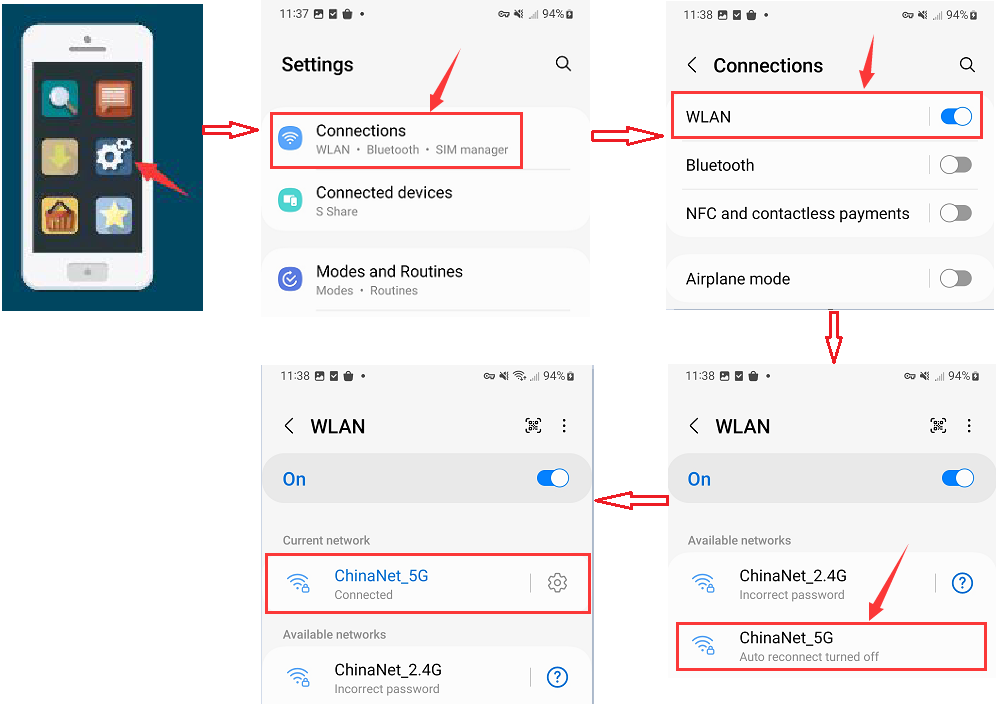 11:37 94%
Settings
Connections
WLAN • Bluetooth • SIM manager
Connected devices
S Share
Modes and Routines
Modes • Routines
11:38 94%
Connections
WLAN
Bluetooth
NFC and contactless payments
Airplane mode
11:38 94%
WLAN
On
Available networks
ChinaNet_2.4G
Incorrect password
ChinaNet_5G
Auto reconnect turned off
11:38 94%
WLAN
On
Current network
ChinaNet_5G
Connected
Available networks
ChinaNet_2.4G
Incorrect password